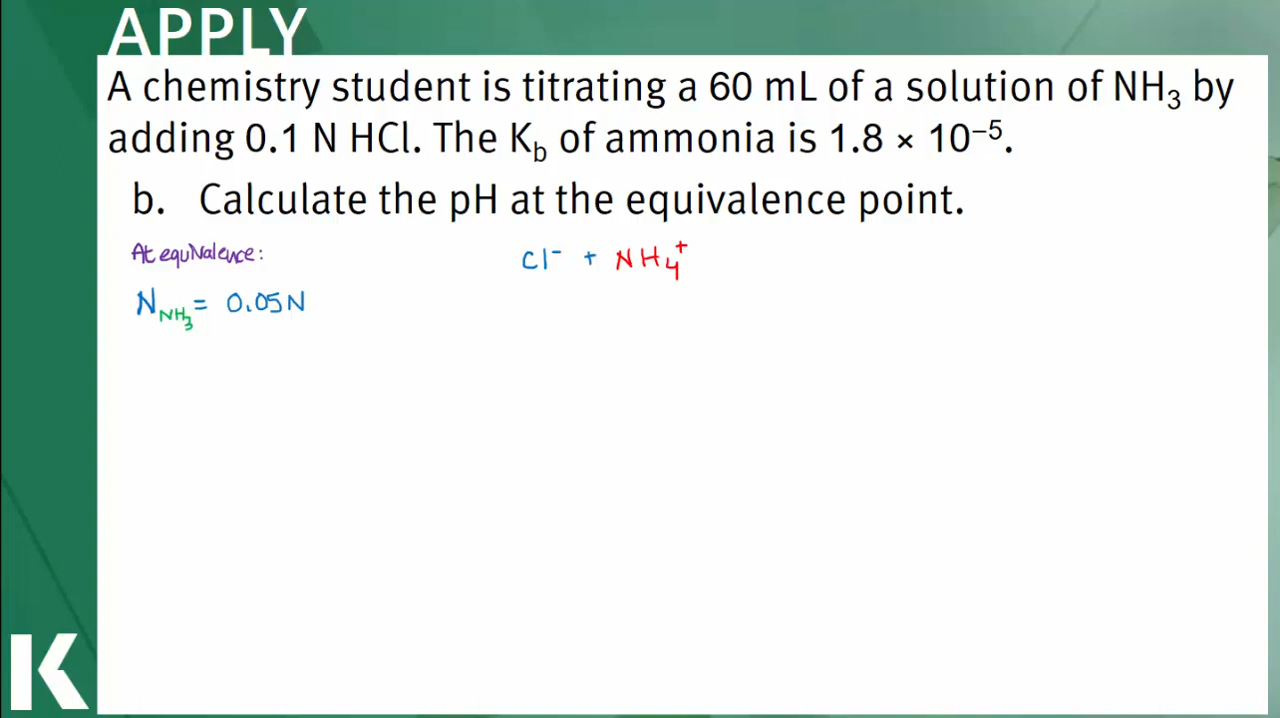 APPLY
A chemistry student is titrating a 60 mL of a solution of NH₃ by
adding 0.1 N HCl. The K_b of ammonia is 1.8 × 10⁻⁵.
b. Calculate the pH at the equivalence point.
At equivalence: Cl⁻ + NH₄⁺
N_NH₃ = 0.05N
K